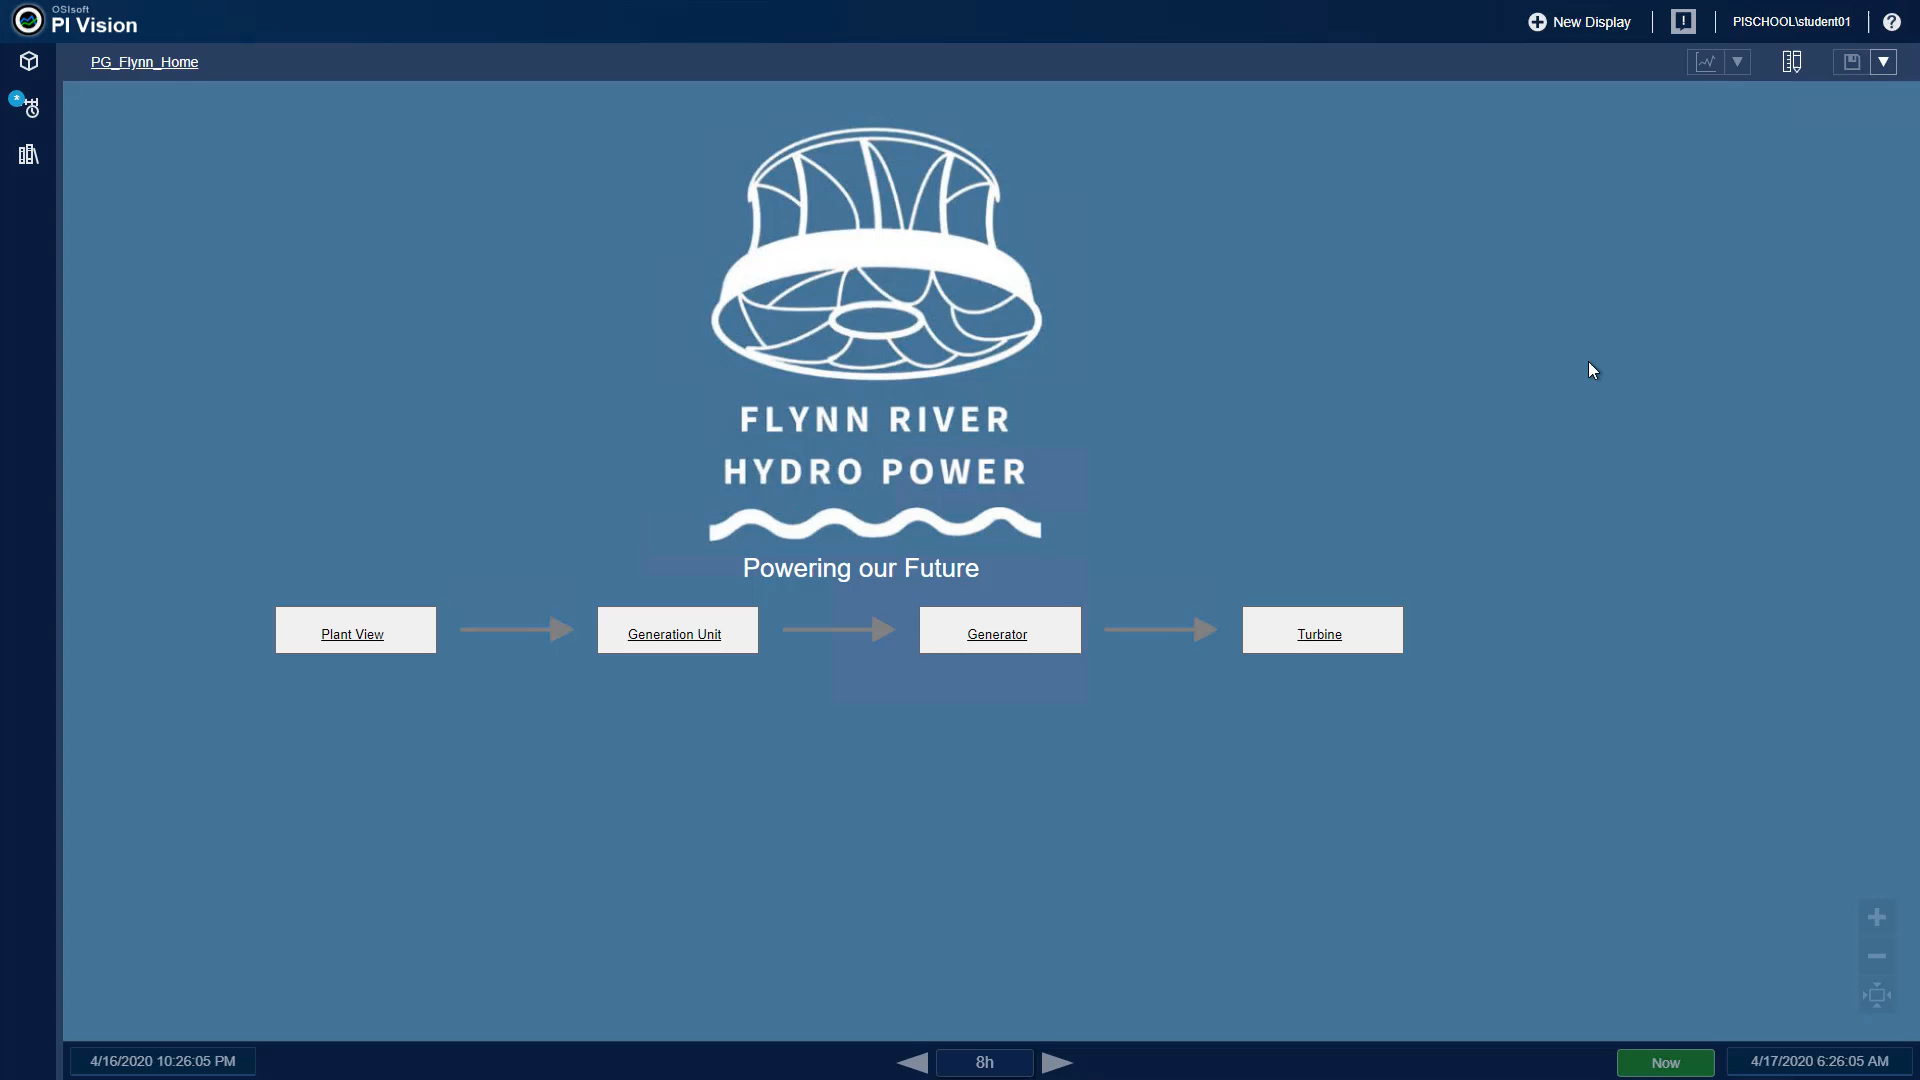 OSIsoft
PI Vision
New Display
PISCHOOL\student01
PG_Flynn_Home
FLYNN RIVER
HYDRO POWER
Powering our Future
Plant View
Generation Unit
Generator
Turbine
4/16/2020 10:26:05 PM
8h
Now
4/17/2020 6:26:05 AM